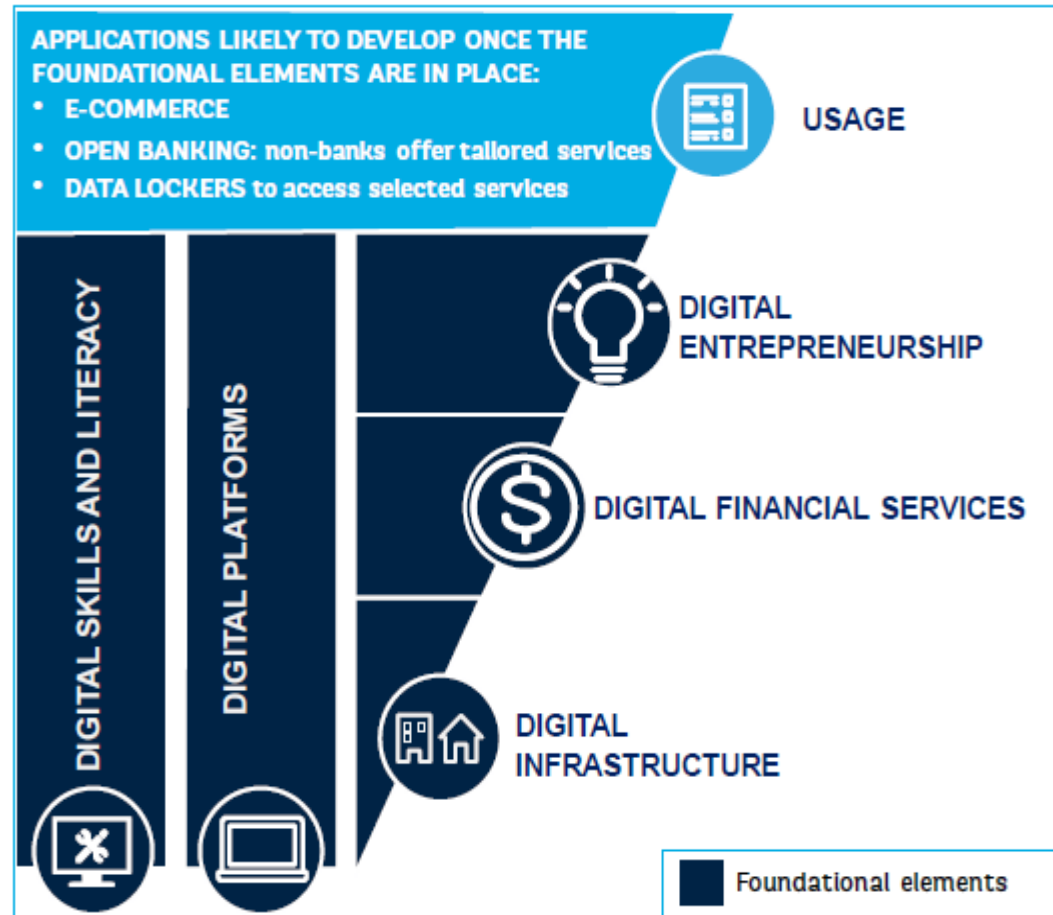 APPLICATIONS LIKELY TO DEVELOP ONCE THE
FOUNDATIONAL ELEMENTS ARE IN PLACE:
• E-COMMERCE
• OPEN BANKING: non-banks offer tailored services
• DATA LOCKERS to access selected services
USAGE
DIGITAL SKILLS AND LITERACY
DIGITAL PLATFORMS
DIGITAL
ENTREPRENEURSHIP
DIGITAL FINANCIAL SERVICES
DIGITAL
INFRASTRUCTURE
Foundational elements